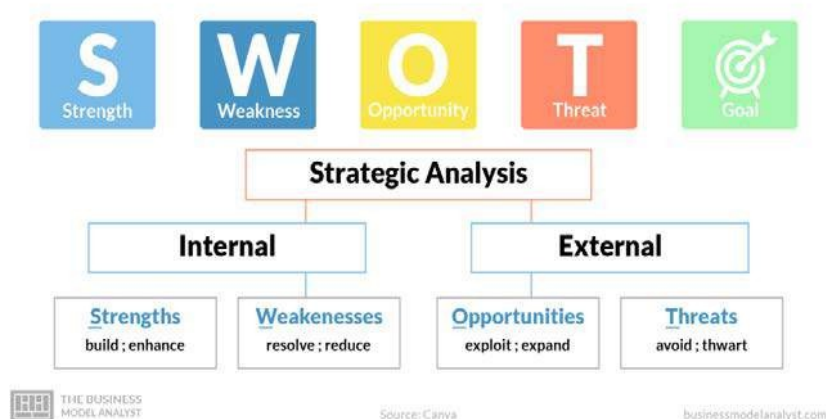 S W O T
Strength Weakness Opportunity Threat Goal
Strategic Analysis
Internal External
Strengths Weakenesses Opportunities Threats
build ; enhance resolve ; reduce exploit ; expand avoid ; thwart
THE BUSINESS
MODEL ANALYST
Source: Canva
businessmodelanalyst.com